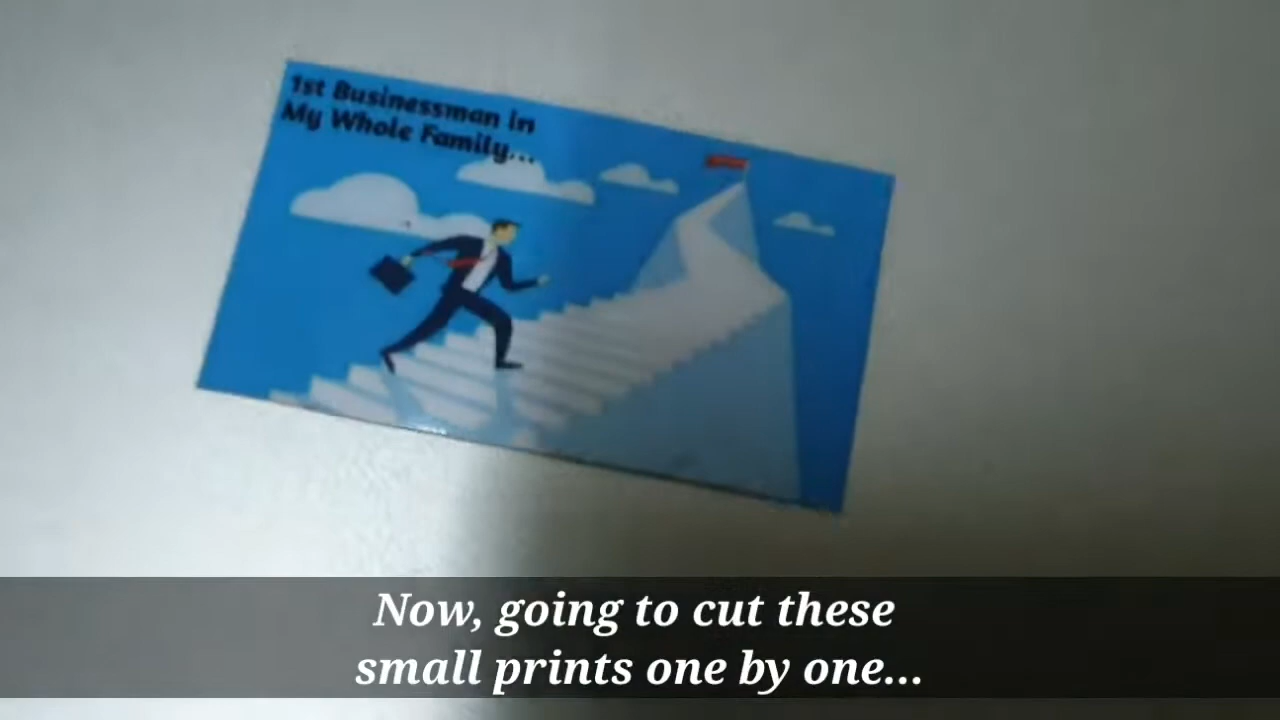 1st Businessman in
My Whole Family...
Now, going to cut these
small prints one by one...